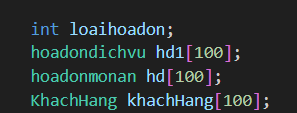 int loaihoadon;
hoadondichvu hd1[100];
hoadonmonan hd[100];
KhachHang khachHang[100];